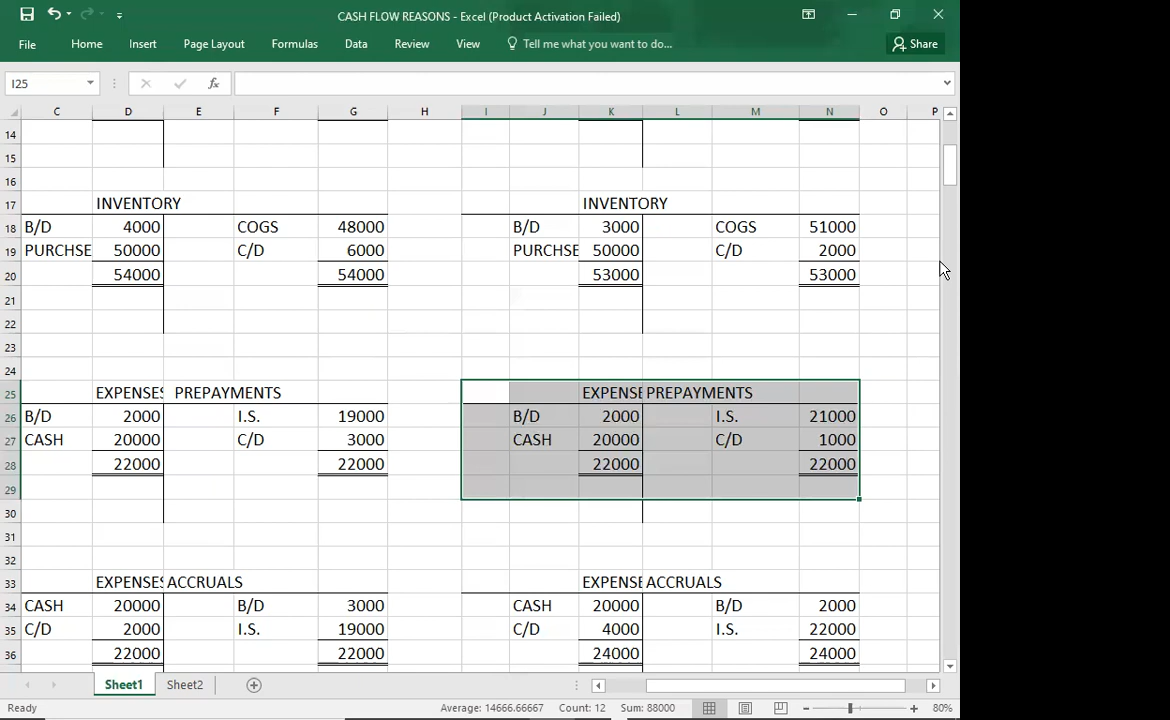 CASH FLOW REASONS - Excel (Product Activation Failed)
File Home Insert Page Layout Formulas Data Review View Tell me what you want to do... Share
I25 fx
C D E F G H I J K L M N O P
14
15
16
17 INVENTORY INVENTORY
18 B/D 4000 COGS 48000 B/D 3000 COGS 51000
19 PURCHSE 50000 C/D 6000 PURCHSE 50000 C/D 2000
20 54000 54000 53000 53000
21
22
23
24
25 EXPENSES PREPAYMENTS EXPENSE PREPAYMENTS
26 B/D 2000 I.S. 19000 B/D 2000 I.S. 21000
27 CASH 20000 C/D 3000 CASH 20000 C/D 1000
28 22000 22000 22000 22000
29
30
31
32
33 EXPENSES ACCRUALS EXPENSE ACCRUALS
34 CASH 20000 B/D 3000 CASH 20000 B/D 2000
35 C/D 2000 I.S. 19000 C/D 4000 I.S. 22000
36 22000 22000 24000 24000
Sheet1 Sheet2
Ready Average: 14666.66667 Count: 12 Sum: 88000 80%